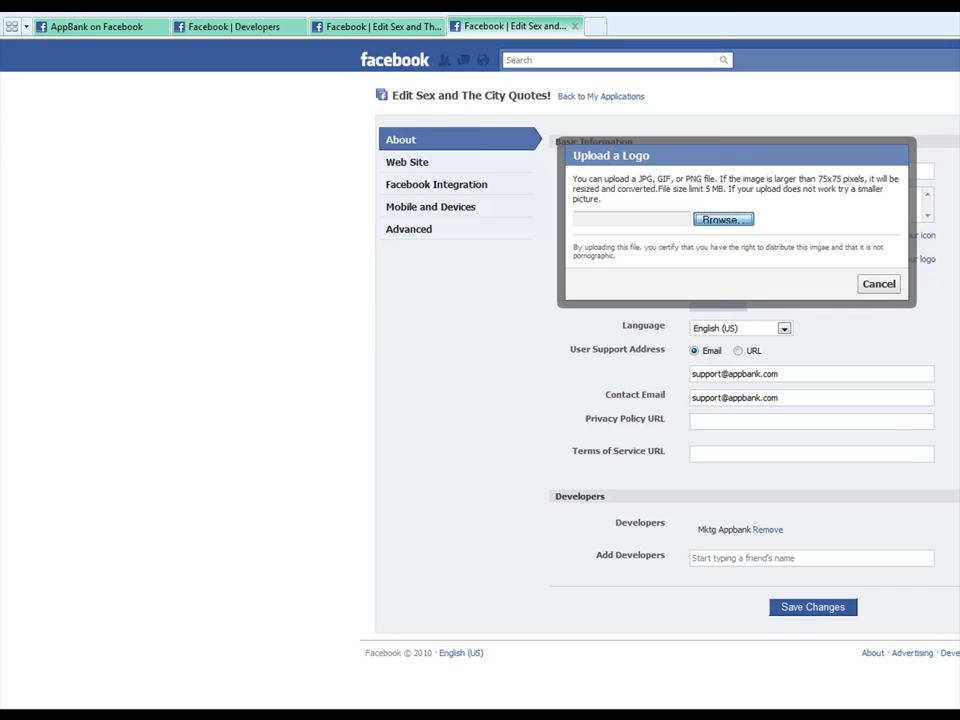 AppBank on Facebook
Facebook | Developers
Facebook | Edit Sex and Th...
Facebook | Edit Sex and...
facebook
Search
Edit Sex and The City Quotes!
Back to My Applications
About
Web Site
Facebook Integration
Mobile and Devices
Advanced
Basic Information
Upload a Logo
You can upload a JPG, GIF, or PNG file. If the image is larger than 75x75 pixels, it will be
resized and converted.File size limit 5 MB. If your upload does not work try a smaller
picture.
Browse...
By uploading this file, you certify that you have the right to distribute this imgae and that it is not
pornographic.
Cancel
ur icon
ur logo
Language
English (US)
User Support Address
Email
URL
support@appbank.com
Contact Email
support@appbank.com
Privacy Policy URL
Terms of Service URL
Developers
Developers
Mktg Appbank Remove
Add Developers
Start typing a friend's name
Save Changes
Facebook © 2010 · English (US)
About · Advertising · Deve